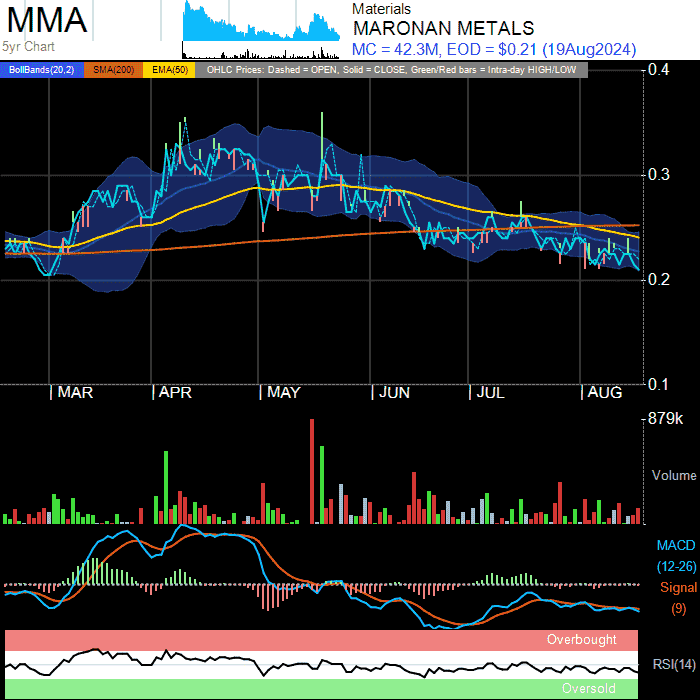 MMA
5yr Chart
Materials
MARONAN METALS
MC = 42.3M, EOD = $0.21 (19Aug2024)
BollBands(20,2) SMA(200) EMA(50) OHLC Prices: Dashed = OPEN, Solid = CLOSE, Green/Red bars = Intra-day HIGH/LOW
0.4
0.3
0.2
0.1
MAR APR MAY JUN JUL AUG
879k
Volume
MACD
(12-26)
Signal
(9)
Overbought
RSI(14)
Oversold